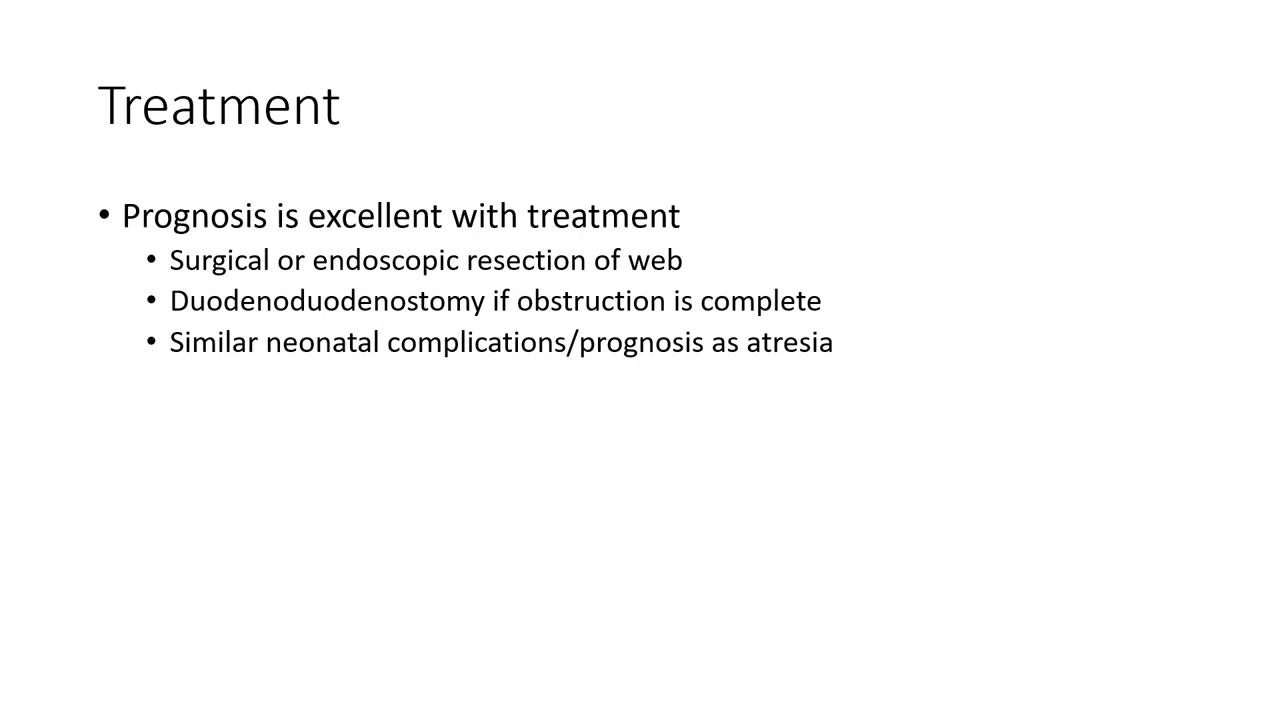 Treatment
• Prognosis is excellent with treatment
• Surgical or endoscopic resection of web
• Duodenoduodenostomy if obstruction is complete
• Similar neonatal complications/prognosis as atresia